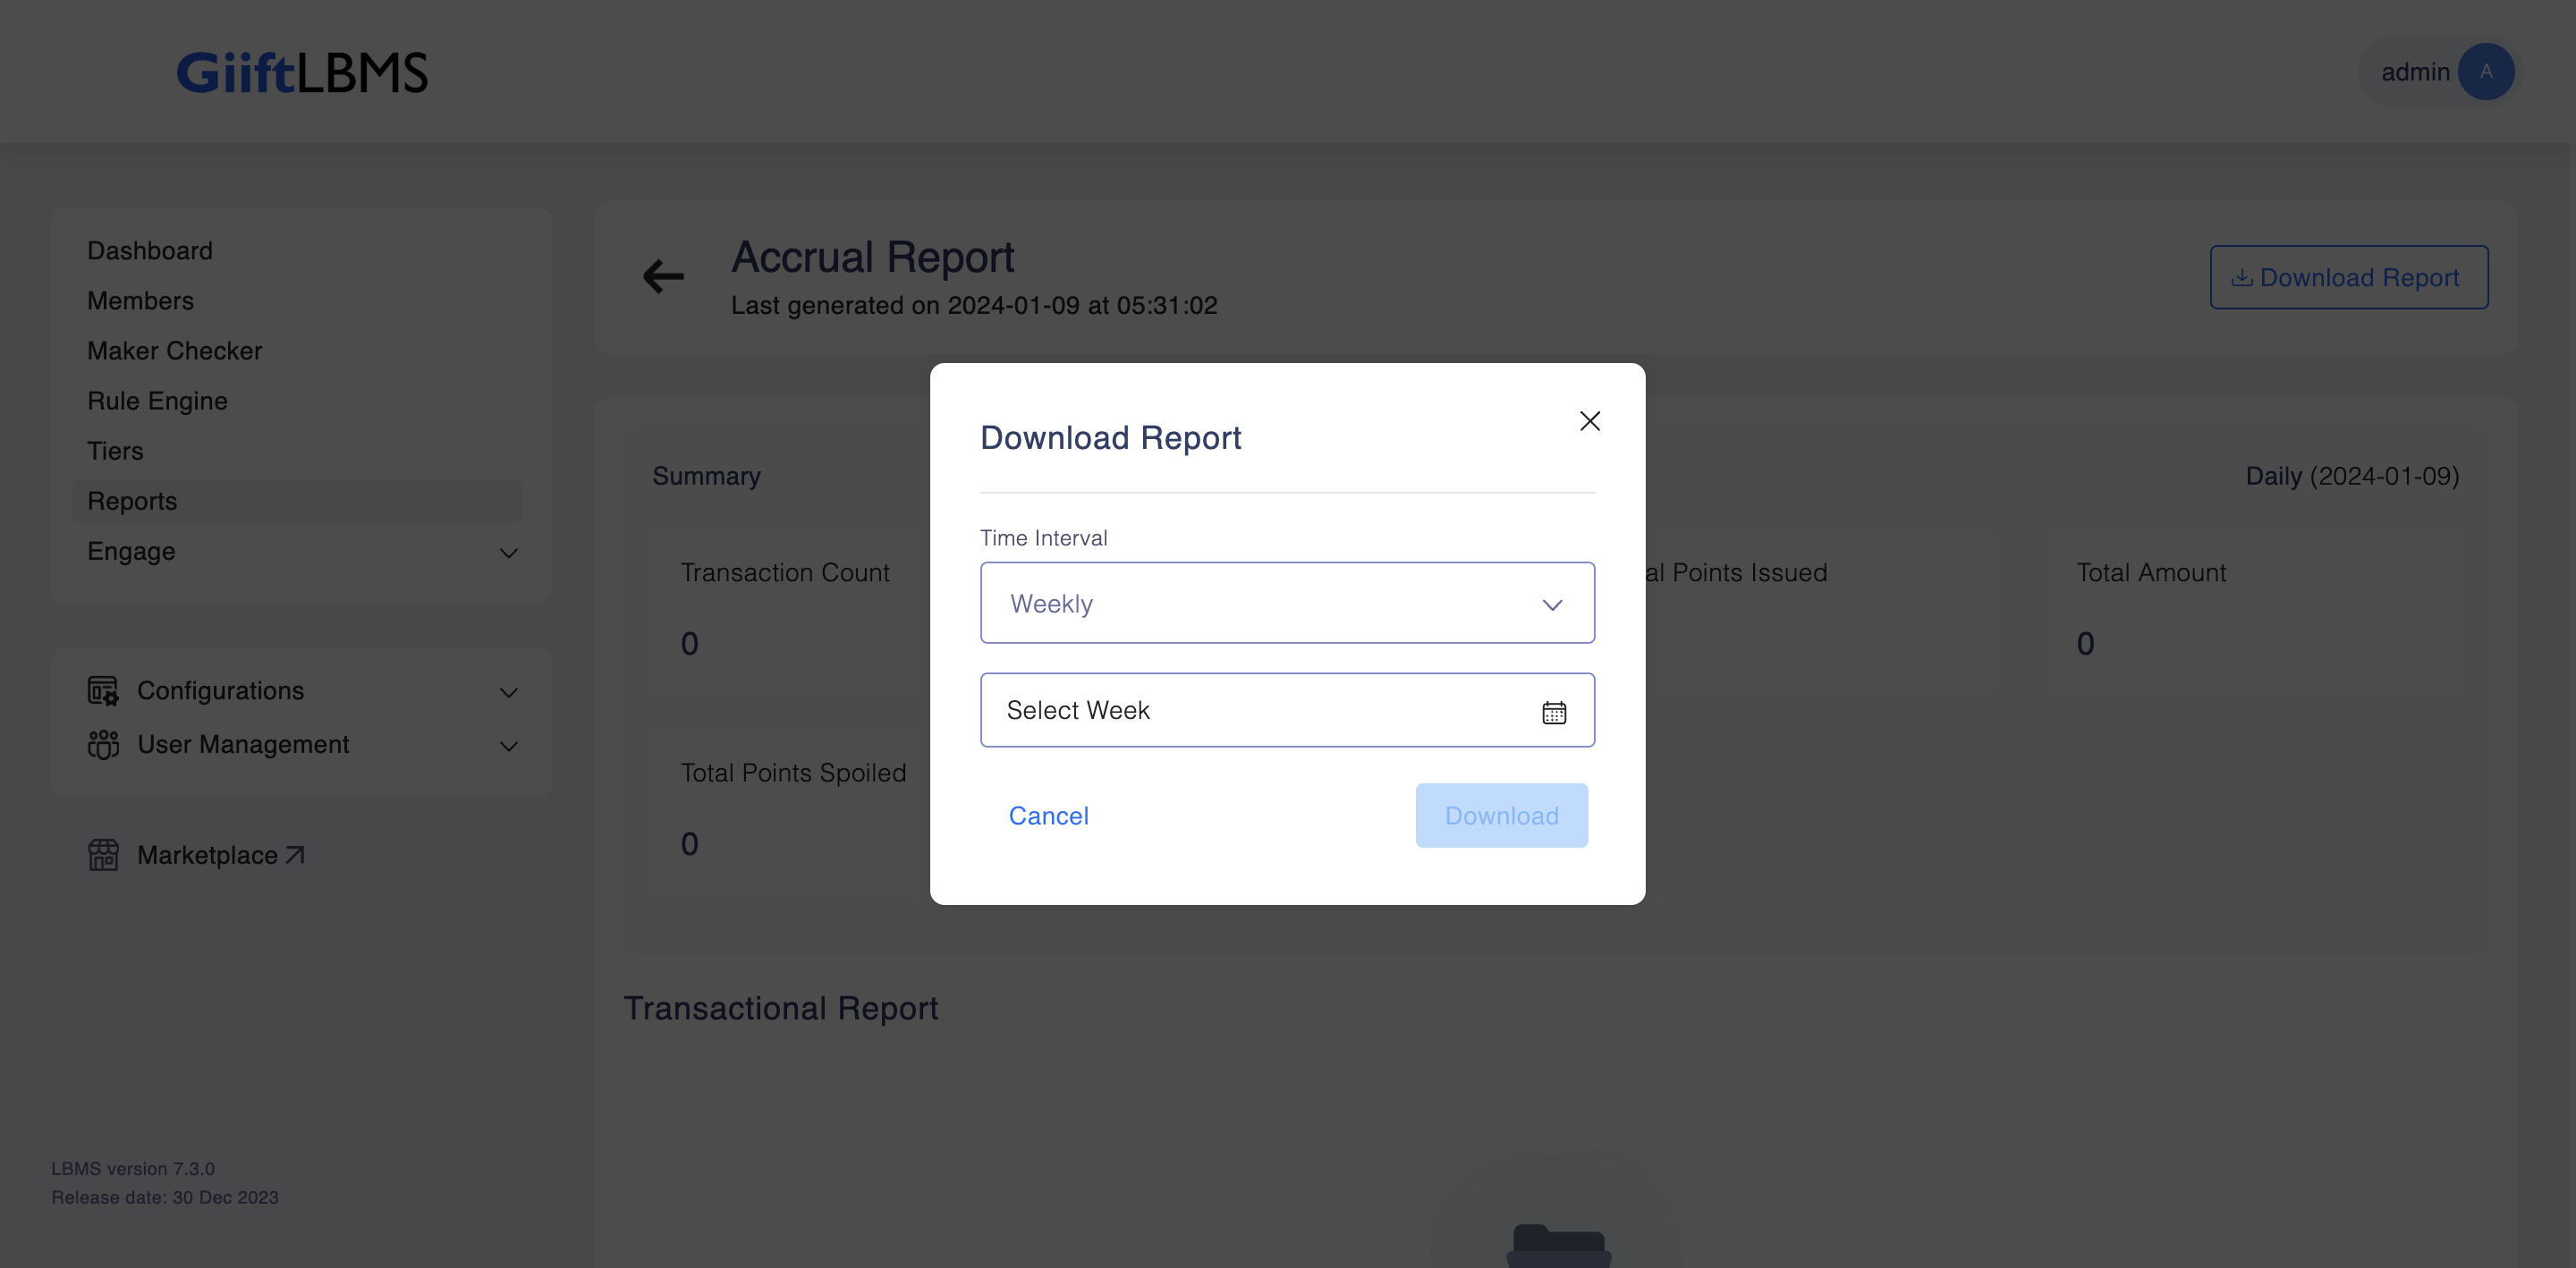 GiiftLBMS
admin A
Dashboard
Members
Maker Checker
Rule Engine
Tiers
Reports
Engage
Configurations
User Management
Marketplace
LBMS version 7.3.0
Release date: 30 Dec 2023
Accrual Report
Last generated on 2024-01-09 at 05:31:02
Download Report
Summary
Daily (2024-01-09)
Transaction Count
0
al Points Issued
Total Amount
0
Total Points Spoiled
0
Transactional Report
Download Report
Time Interval
Weekly
Select Week
Cancel
Download